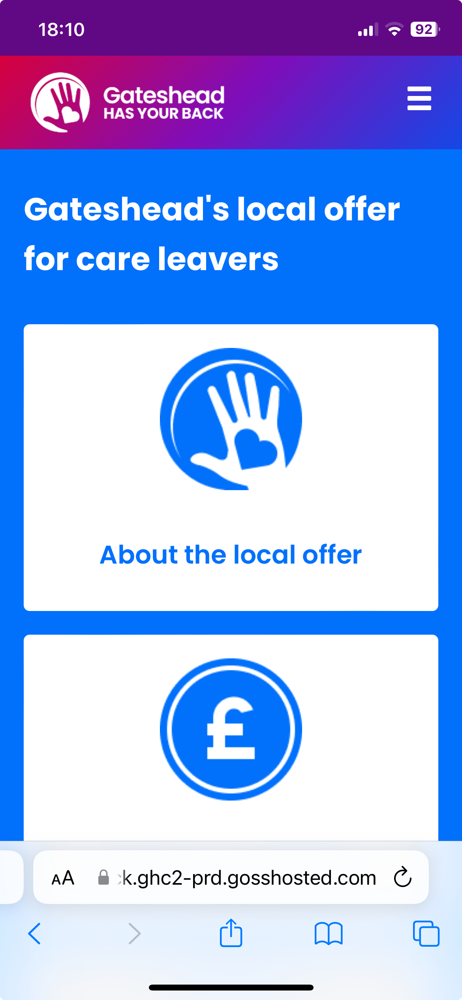 18:10
92
Gateshead
HAS YOUR BACK
Gateshead's local offer
for care leavers
About the local offer
£
AA
k.ghc2-prd.gosshosted.com